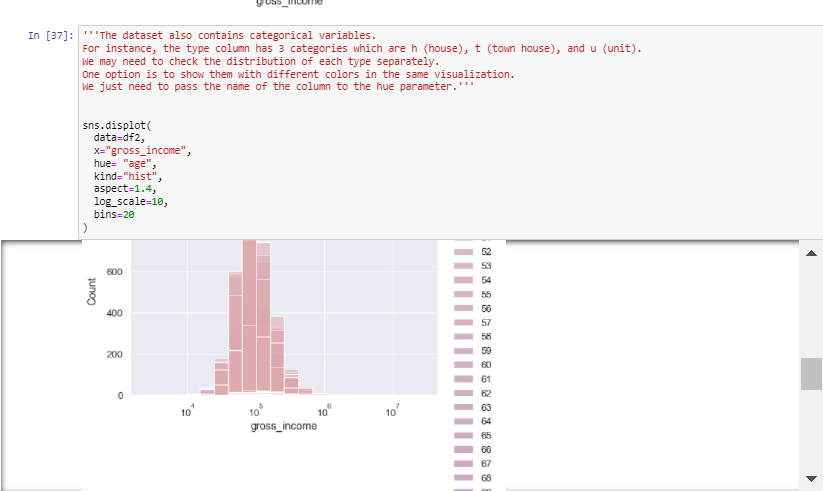 gross_income
In [37]: '''The dataset also contains categorical variables.
For instance, the type column has 3 categories which are h (house), t (town house), and u (unit).
We may need to check the distribution of each type separately.
One option is to show them with different colors in the same visualization.
We just need to pass the name of the column to the hue parameter.'''
sns.displot(
data=df2,
x="gross_income",
hue= "age",
kind="hist",
aspect=1.4,
log_scale=10,
bins=20
)
600
400
200
0
Count
10^4 10^5 10^6 10^7
gross_income
52
53
54
55
56
57
58
59
60
61
62
63
64
65
66
67
68